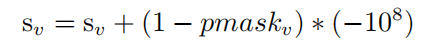 s_v = s_v + (1 − pmask_v) ∗ (−10^8)